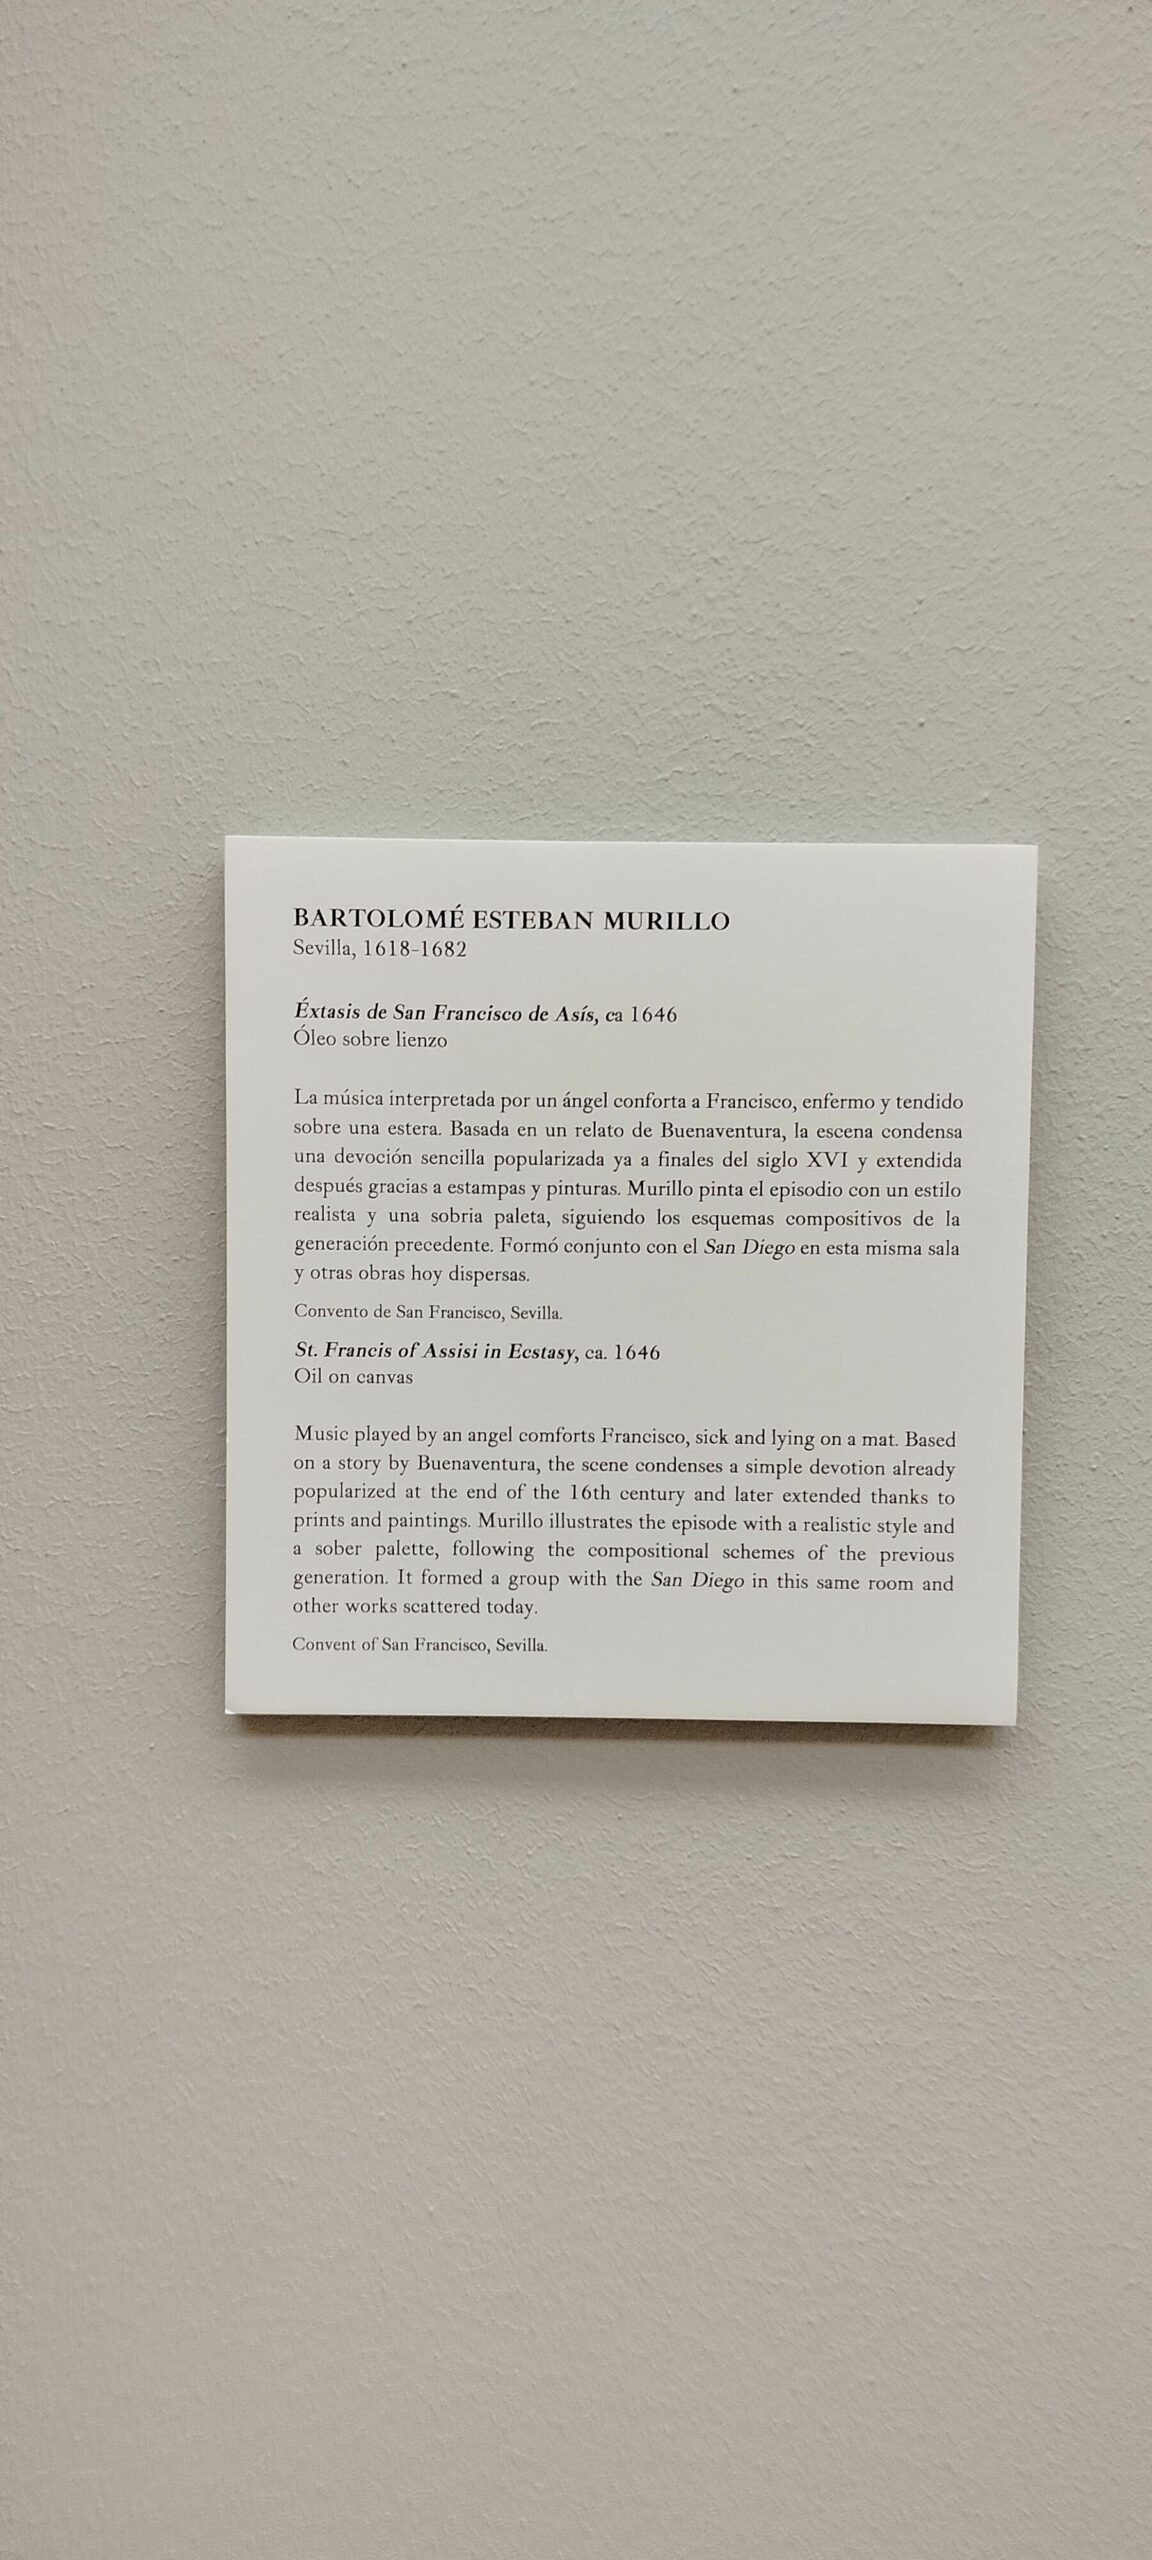 BARTOLOMÉ ESTEBAN MURILLO
Sevilla, 1618-1682
Éxtasis de San Francisco de Asís, ca 1646
Óleo sobre lienzo
La música interpretada por un ángel conforta a Francisco, enfermo y tendido
sobre una estera. Basada en un relato de Buenaventura, la escena condensa
una devoción sencilla popularizada ya a finales del siglo XVI y extendida
después gracias a estampas y pinturas. Murillo pinta el episodio con un estilo
realista y una sobria paleta, siguiendo los esquemas compositivos de la
generación precedente. Formó conjunto con el San Diego en esta misma sala
y otras obras hoy dispersas.
Convento de San Francisco, Sevilla.
St. Francis of Assisi in Ecstasy, ca. 1646
Oil on canvas
Music played by an angel comforts Francisco, sick and lying on a mat. Based
on a story by Buenaventura, the scene condenses a simple devotion already
popularized at the end of the 16th century and later extended thanks to
prints and paintings. Murillo illustrates the episode with a realistic style and
a sober palette, following the compositional schemes of the previous
generation. It formed a group with the San Diego in this same room and
other works scattered today.
Convent of San Francisco, Sevilla.